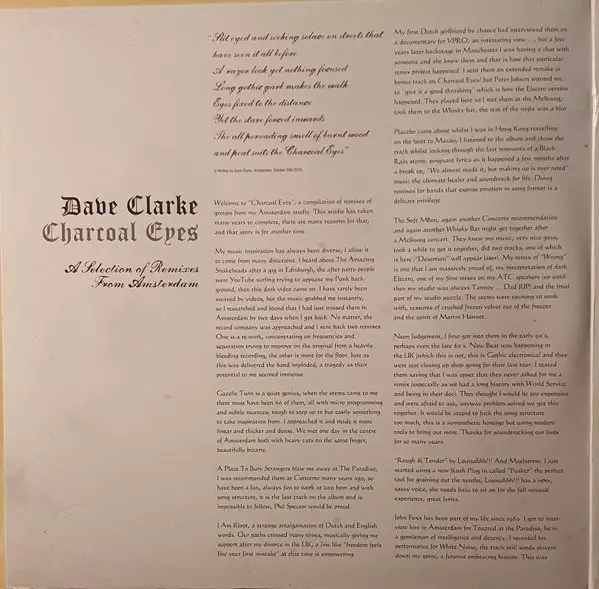 "Pit eyed and seeking solace on streets that
have seen it all before
A razor look yet nothing focused
Long gothic garb makes the walk
Eyes fixed to the distance
Yet the stare forced inwards
The all pervading smell of burnt wood
and peat suits the Charcoal Eyes"
© Written by Dave Clarke, Amsterdam, October 29th 2015.
Dave Clarke
Charcoal Eyes
A Selection of Remixes
From Amsterdam
Welcome to "Charcoal Eyes", a compilation of remixes of
groups from my Amsterdam studio. This studio has taken
many years to complete, there are many reasons for that,
and that story is for another time.
My music inspiration has always been diverse, I allow it
to come from many directions. I heard about The Amazing
Snakeheads after a gig in Edinburgh, the after party people
were YouTube surfing trying to appease my Punk back-
ground, then this dark video came on. I have rarely been
swayed by videos, but the music grabbed me instantly,
so I researched and found that I had just missed them in
Amsterdam by two days when I got back. No matter, the
record company was approached and I sent back two remixes.
One is a re-work, concentrating on frequencies and
separation trying to improve on the original from a heavily
bleeding recording, the other is more for the floor. Just as
this was delivered the band imploded, a tragedy as their
potential to me seemed immense.
Gazelle Twin is a quiet genius, when the stems came to me
there must have been 60 of them, all with micro programming
and subtle nuances, tough to step up to but easily something
to take inspiration from. I approached it and made it more
linear and thicker and dense. We met one day in the centre
of Amsterdam both with heavy cuts on the same finger,
beautifully bizarre.
A Place To Bury Strangers blew me away at The Paradiso,
I was recommended them at Concerto many years ago, so
have been a fan, always fun to work at 200 bpm and with
song structure, it is the last track on the album and is
impossible to follow, Phil Spector would be proud.
I Am Kloot, a strange amalgamation of Dutch and English
words. Our paths crossed many times, musically giving me
support after my divorce in the UK, a line like "freedom feels
like your first mistake" at that time is empowering.
My first Dutch girlfriend by chance had interviewed them on
a documentary for VPRO, an interesting view ..., but a few
years later backstage in Manchester I was having a chat with
someone and she knew them and that is how that particular
remix project happened. I sent them an extended remake (a
bonus track on Charcoal Eyes) but Peter Jobson wanted me
to "give it a good thrashing" which is how the Electro version
happened. They played here so I met them at the Melkweg,
took them to the Whisky bar, the rest of the night was a blur.
Placebo came about whilst I was in Hong Kong travelling
on the boat to Macau, I listened to the album and chose the
track whilst looking through the last remnants of a Black
Rain storm, poignant lyrics as it happened a few months after
a break up, "We almost made it, but making up is over rated"
music the ultimate healer and soundtrack for life. Doing
remixes for bands that expose emotion in song format is a
delicate privilege.
The Soft Moon, again another Concerto recommendation
and again another Whisky Bar night got together after
a Melkweg concert. They knew my music, very nice guys,
took a while to get it together, did two tracks, one of which
is here ("Desertion" will appear later). My remix of "Wrong"
is one that I am massively proud of, my interpretation of dark
Electro, one of my first mixes on my ATC speakers (up until
then my studio was always Tannoy ... Dad RIP) and the final
part of my studio puzzle. The stems were exciting to work
with, textures of crushed frozen velvet out of the freezer
and the spirit of Martin Hannet.
Neon Judgement, I first got into them in the early 90's,
perhaps even the late 80's. New Beat was happening in
the UK (which this is not, this is Gothic electronica) and they
were just closing up shop going for their last tour. I texted
them saying that I was upset that they never asked for me a
remix (especially as we had a long history with World Service
and being in their doc). They thought I would be too expensive
and were afraid to ask, anyway problem solved we got this
together. It would be stupid to fuck the song structure
too much, this is a sympathetic homage but using modern
tools to bring out more. Thanks for soundtracking our lives
for so many years.
"Rough & Tender" by Louisahhh!!! And Maelstrom. I just
started using a new Kush Plug in called "Pusher" the perfect
tool for graining out the synths, Louisahhh!!! has a sexy,
sassy voice, she needs bass to sit on for the full sensual
experience, great lyrics.
John Foxx has been part of my life since 1980. I got to inter-
view him in Amsterdam for at the Paradiso, he is
a gentleman of intelligence and decency. I recorded his
performance for White Noise, the track still sends shivers
down my spine, a futurist embracing history. This was